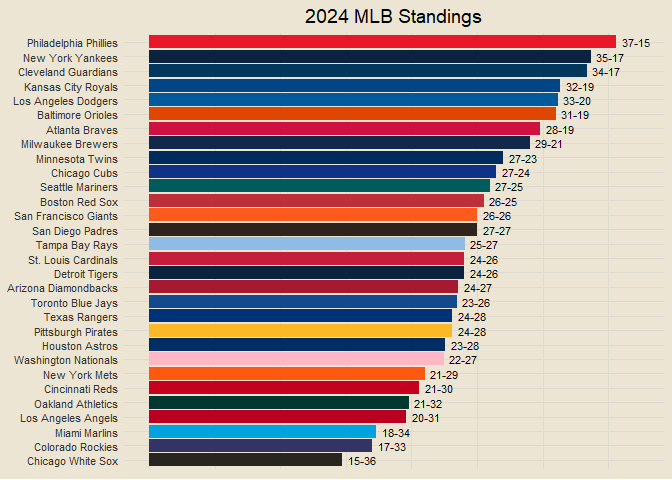 2024 MLB Standings
Philadelphia Phillies 37-15
New York Yankees 35-17
Cleveland Guardians 34-17
Kansas City Royals 32-19
Los Angeles Dodgers 33-20
Baltimore Orioles 31-19
Atlanta Braves 28-19
Milwaukee Brewers 29-21
Minnesota Twins 27-23
Chicago Cubs 27-24
Seattle Mariners 27-25
Boston Red Sox 26-25
San Francisco Giants 26-26
San Diego Padres 27-27
Tampa Bay Rays 25-27
St. Louis Cardinals 24-26
Detroit Tigers 24-26
Arizona Diamondbacks 24-27
Toronto Blue Jays 23-26
Texas Rangers 24-28
Pittsburgh Pirates 24-28
Houston Astros 23-28
Washington Nationals 22-27
New York Mets 21-29
Cincinnati Reds 21-30
Oakland Athletics 21-32
Los Angeles Angels 20-31
Miami Marlins 18-34
Colorado Rockies 17-33
Chicago White Sox 15-36